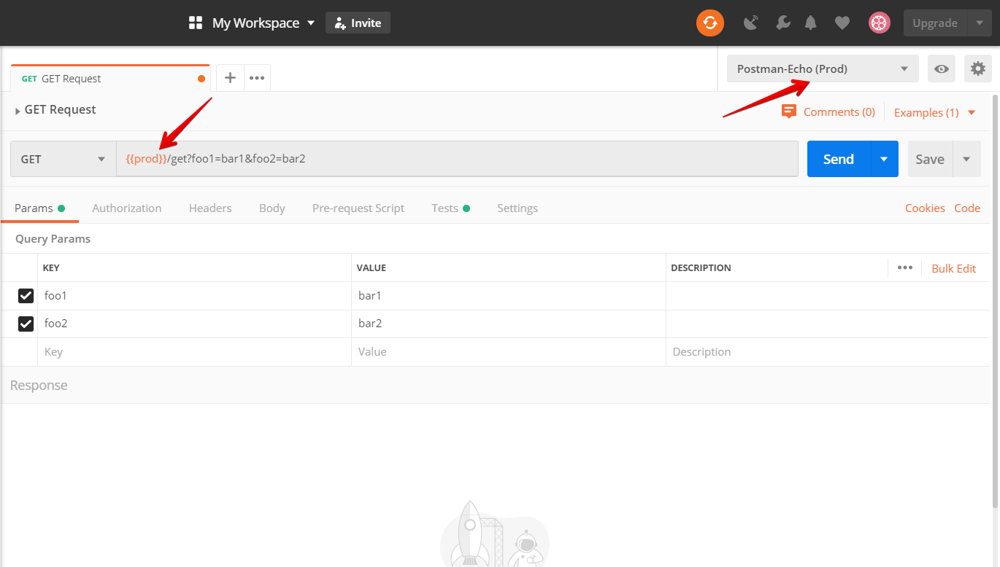 My Workspace Invite Upgrade
GET GET Request Postman-Echo (Prod)
GET Request Comments (0) Examples (1)
GET {{prod}}/get?foo1=bar1&foo2=bar2 Send Save
Params Authorization Headers Body Pre-request Script Tests Settings Cookies Code
Query Params
KEY VALUE DESCRIPTION Bulk Edit
foo1 bar1
foo2 bar2
Key Value Description
Response